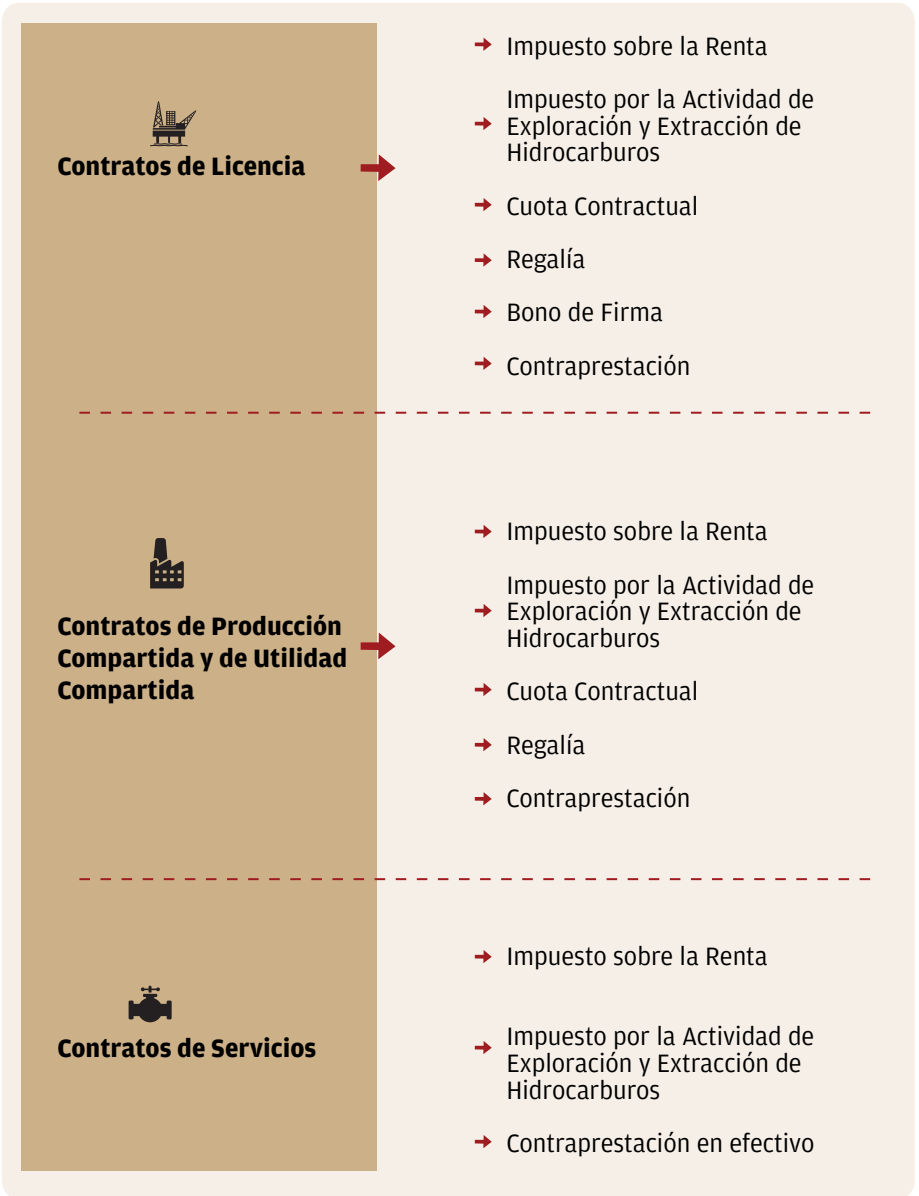 Contratos de Licencia
Impuesto sobre la Renta
Impuesto por la Actividad de
Exploración y Extracción de
Hidrocarburos
Cuota Contractual
Regalía
Bono de Firma
Contraprestación
Contratos de Producción
Compartida y de Utilidad
Compartida
Impuesto sobre la Renta
Impuesto por la Actividad de
Exploración y Extracción de
Hidrocarburos
Cuota Contractual
Regalía
Contraprestación
Contratos de Servicios
Impuesto sobre la Renta
Impuesto por la Actividad de
Exploración y Extracción de
Hidrocarburos
Contraprestación en efectivo